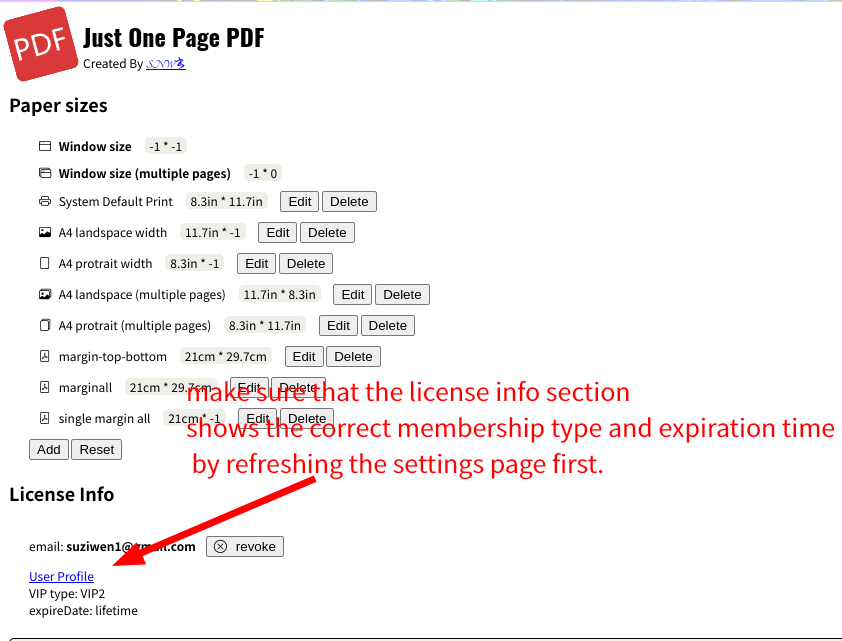 PDF
Just One Page PDF
Created By SNW
Paper sizes
Window size -1 * -1
Window size (multiple pages) -1 * 0
System Default Print 8.3in * 11.7in Edit Delete
A4 landspace width 11.7in * -1 Edit Delete
A4 protrait width 8.3in * -1 Edit Delete
A4 landspace (multiple pages) 11.7in * 8.3in Edit Delete
A4 protrait (multiple pages) 8.3in * 11.7in Edit Delete
margin-top-bottom 21cm * 29.7cm Edit Delete
marginall 21cm * 29.7cm Edit Delete
make sure that the license info section
single margin all 21cm * -1 Edit Delete
shows the correct membership type and expiration time
Add Reset
by refreshing the settings page first.
License Info
email: suziwen1@gmail.com revoke
User Profile
VIP type: VIP2
expireDate: lifetime